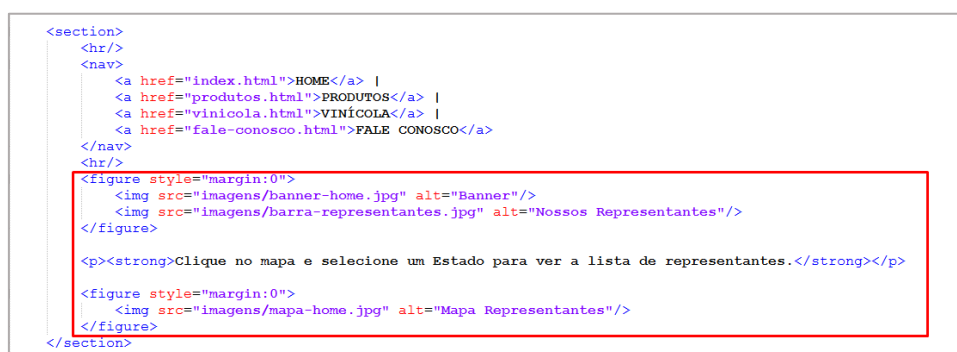 <section>
<hr/>
<nav>
<a href="index.html">HOME</a> |
<a href="produtos.html">PRODUTOS</a> |
<a href="vinicola.html">VINÍCOLA</a> |
<a href="fale-conosco.html">FALE CONOSCO</a>
</nav>
<hr/>
<figure style="margin:0">
<img src="imagens/banner-home.jpg" alt="Banner"/>
<img src="imagens/barra-representantes.jpg" alt="Nossos Representantes"/>
</figure>
<p><strong>Clique no mapa e selecione um Estado para ver a lista de representantes.</strong></p>
<figure style="margin:0">
<img src="imagens/mapa-home.jpg" alt="Mapa Representantes"/>
</figure>
</section>